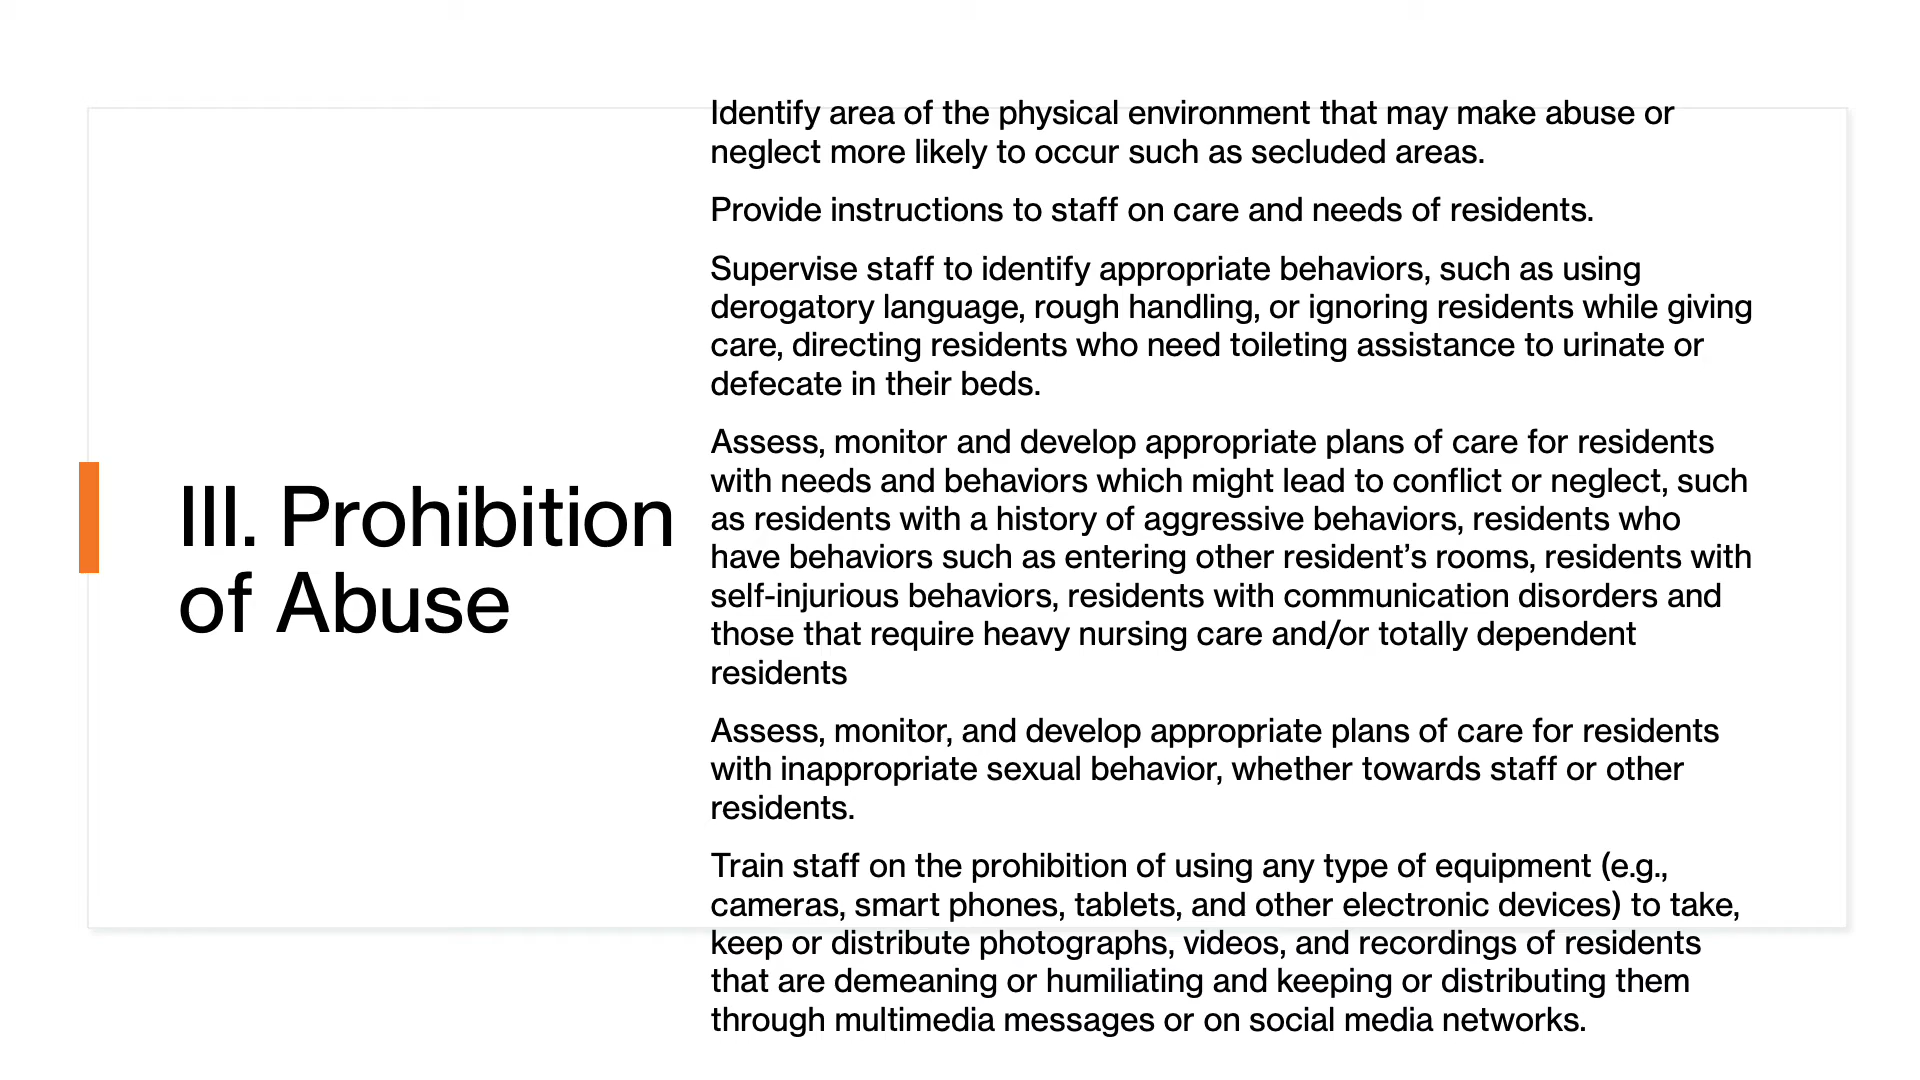 III. Prohibition
of Abuse
Identify area of the physical environment that may make abuse or
neglect more likely to occur such as secluded areas.
Provide instructions to staff on care and needs of residents.
Supervise staff to identify appropriate behaviors, such as using
derogatory language, rough handling, or ignoring residents while giving
care, directing residents who need toileting assistance to urinate or
defecate in their beds.
Assess, monitor and develop appropriate plans of care for residents
with needs and behaviors which might lead to conflict or neglect, such
as residents with a history of aggressive behaviors, residents who
have behaviors such as entering other resident’s rooms, residents with
self-injurious behaviors, residents with communication disorders and
those that require heavy nursing care and/or totally dependent
residents
Assess, monitor, and develop appropriate plans of care for residents
with inappropriate sexual behavior, whether towards staff or other
residents.
Train staff on the prohibition of using any type of equipment (e.g.,
cameras, smart phones, tablets, and other electronic devices) to take,
keep or distribute photographs, videos, and recordings of residents
that are demeaning or humiliating and keeping or distributing them
through multimedia messages or on social media networks.